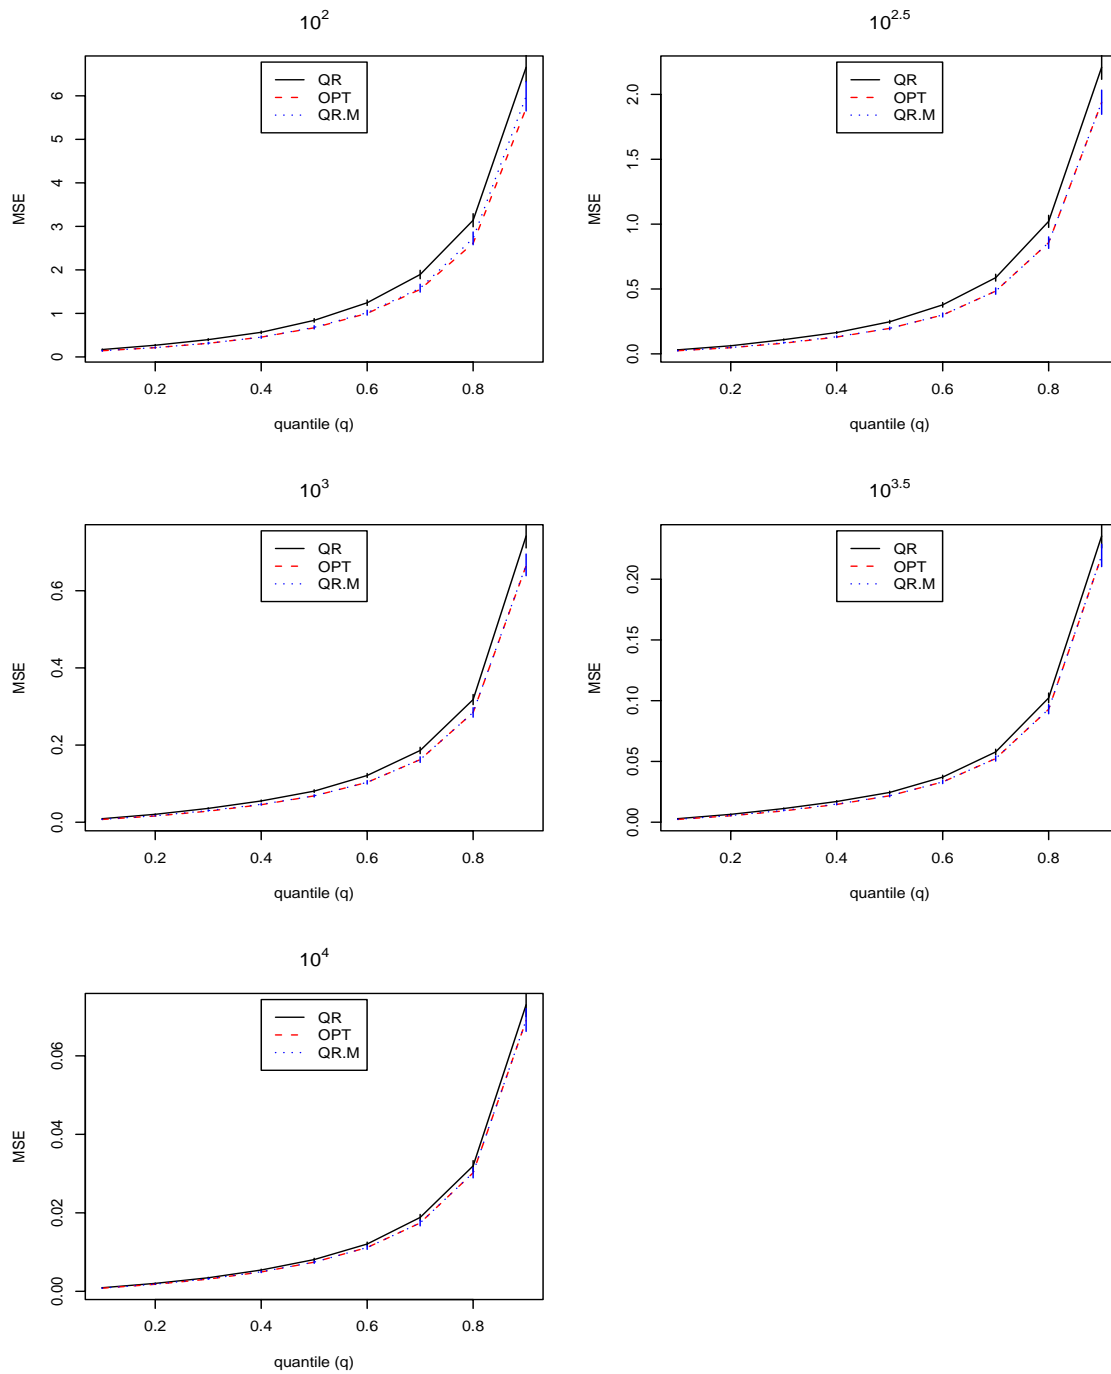 10^2
QR
OPT
QR.M
MSE
0 1 2 3 4 5 6
0.2 0.4 0.6 0.8
quantile (q)
10^2.5
QR
OPT
QR.M
MSE
0.0 0.5 1.0 1.5 2.0
0.2 0.4 0.6 0.8
quantile (q)
10^3
QR
OPT
QR.M
MSE
0.0 0.2 0.4 0.6
0.2 0.4 0.6 0.8
quantile (q)
10^3.5
QR
OPT
QR.M
MSE
0.00 0.05 0.10 0.15 0.20
0.2 0.4 0.6 0.8
quantile (q)
10^4
QR
OPT
QR.M
MSE
0.00 0.02 0.04 0.06
0.2 0.4 0.6 0.8
quantile (q)